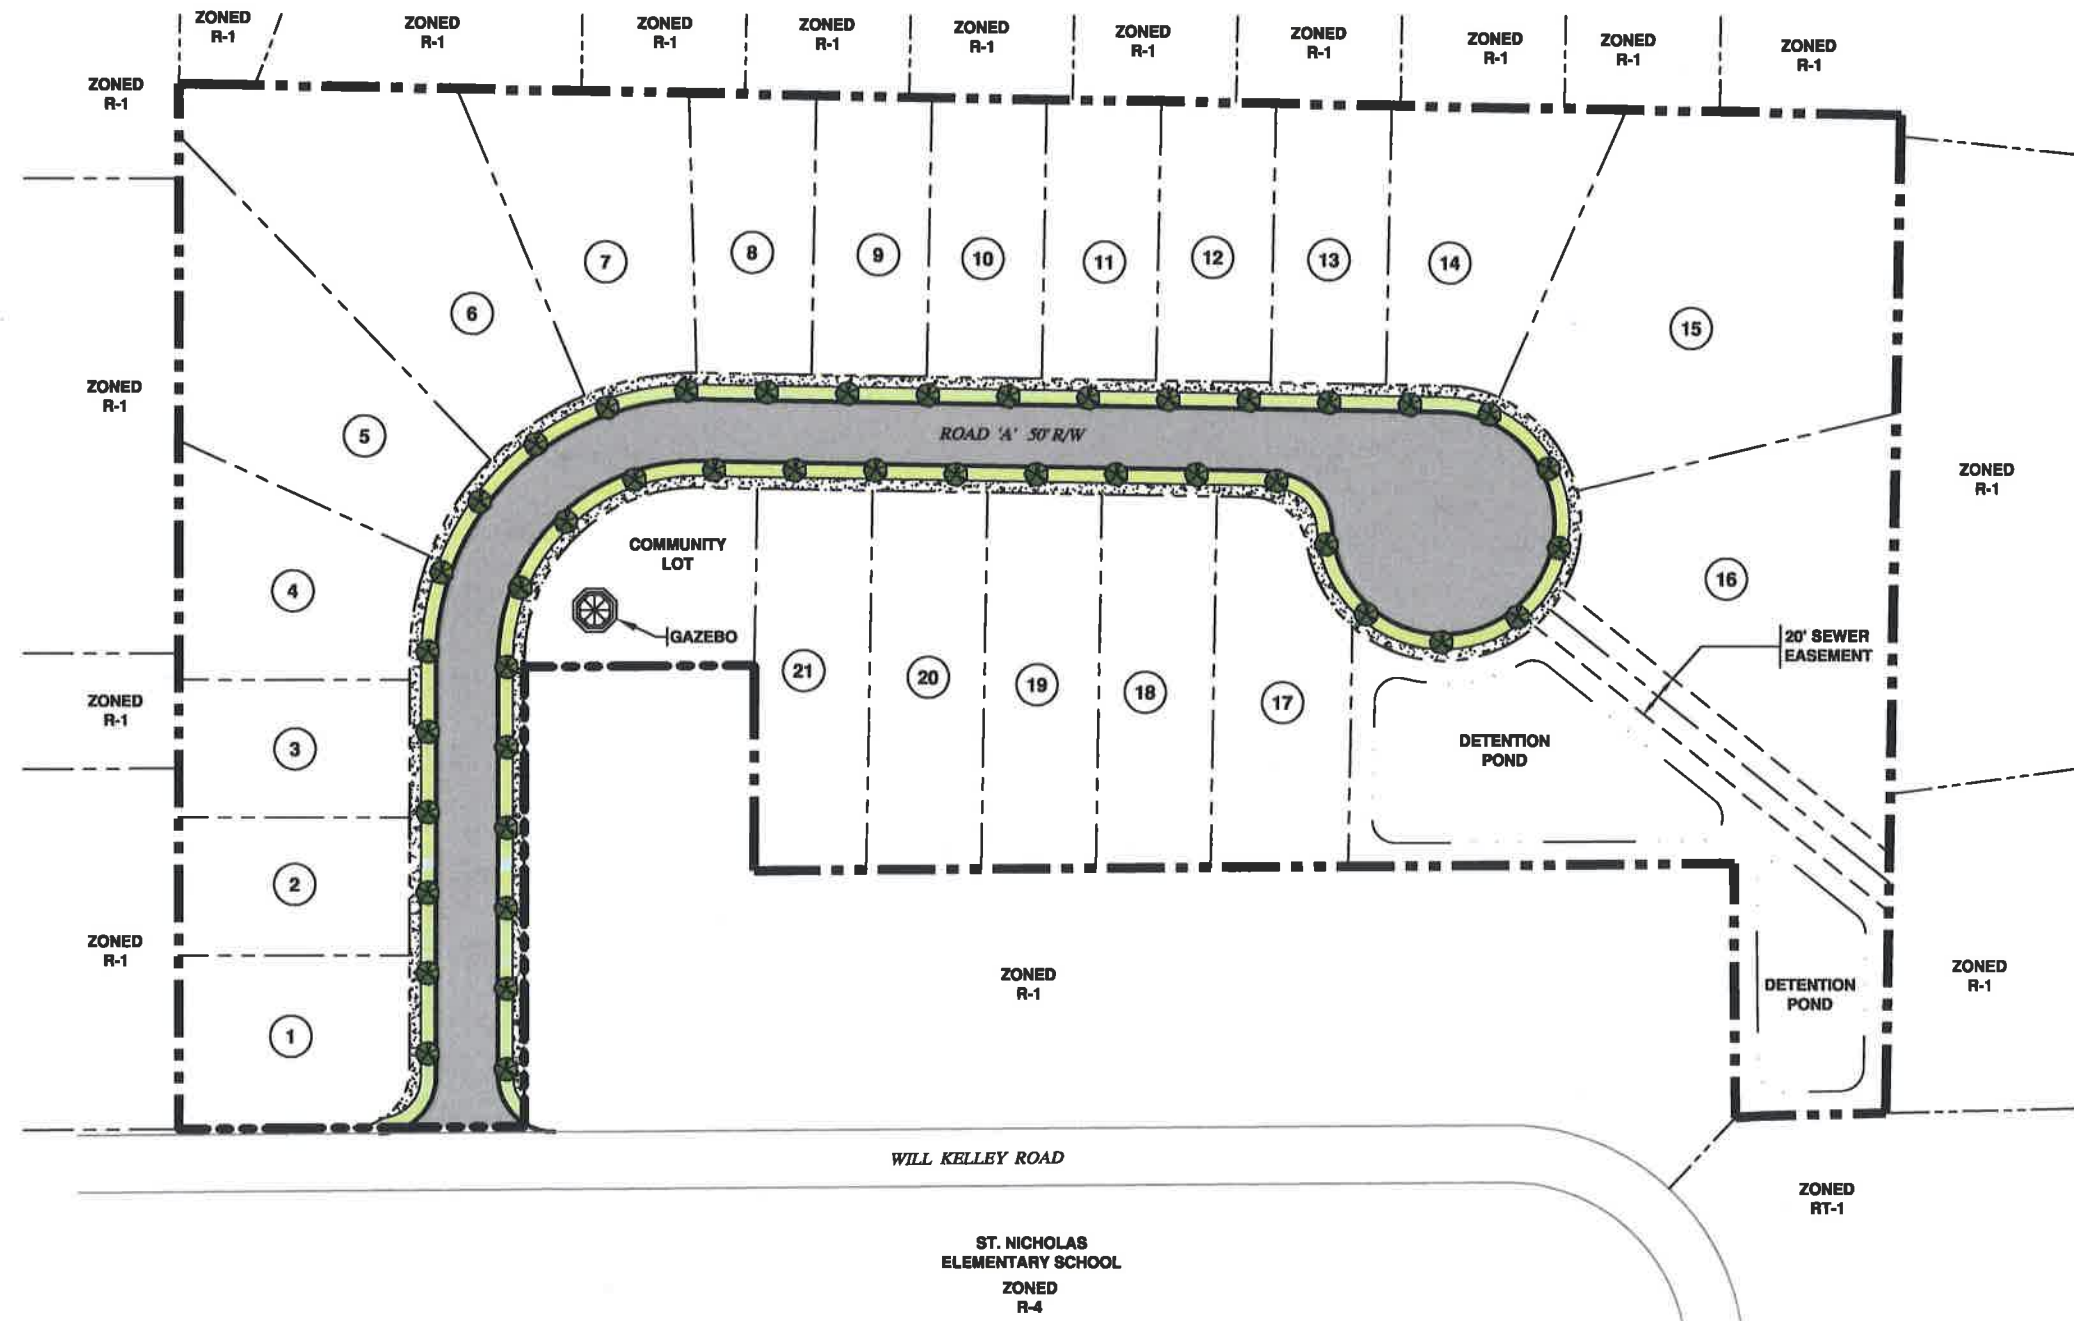 ZONED
R-1
ZONED
R-1
ZONED
R-1
ZONED
R-1
ZONED
R-1
ZONED
R-1
ZONED
R-1
ZONED
R-1
ZONED
R-1
ZONED
R-1
ZONED
R-1
7
8
9
10
11
12
13
14
6
15
ZONED
R-1
5
ROAD 'A' 50' R/W
ZONED
R-1
COMMUNITY
LOT
4
16
GAZEBO
20' SEWER
EASEMENT
21
20
19
18
17
ZONED
R-1
3
DETENTION
POND
2
ZONED
R-1
ZONED
R-1
ZONED
R-1
DETENTION
POND
1
WILL KELLEY ROAD
ZONED
RT-1
ST. NICHOLAS
ELEMENTARY SCHOOL
ZONED
R-4